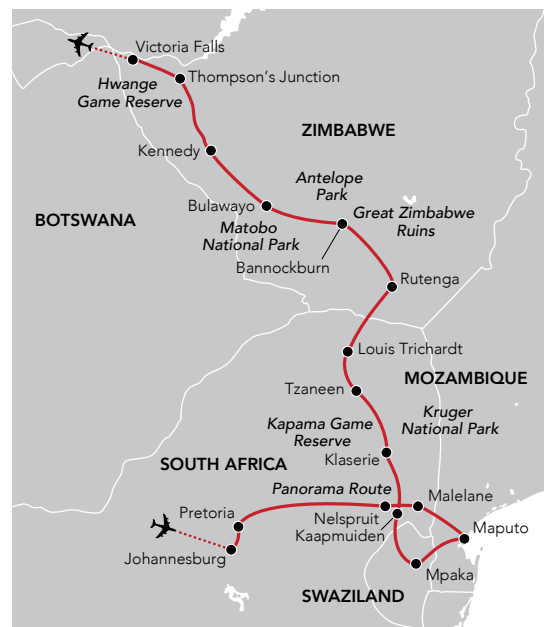 Victoria Falls
Hwange
Game Reserve
Thompson's Junction
ZIMBABWE
Kennedy
Antelope
Park
Bulawayo
BOTSWANA
Matobo
National Park
Great Zimbabwe
Ruins
Bannockburn
Rutenga
Louis Trichardt
MOZAMBIQUE
Tzaneen
Kapama Game
Reserve
Kruger
National Park
Klaserie
SOUTH AFRICA
Panorama Route
Malelane
Pretoria
Nelspruit
Kaapmuiden
Maputo
Johannesburg
Mpaka
SWAZILAND